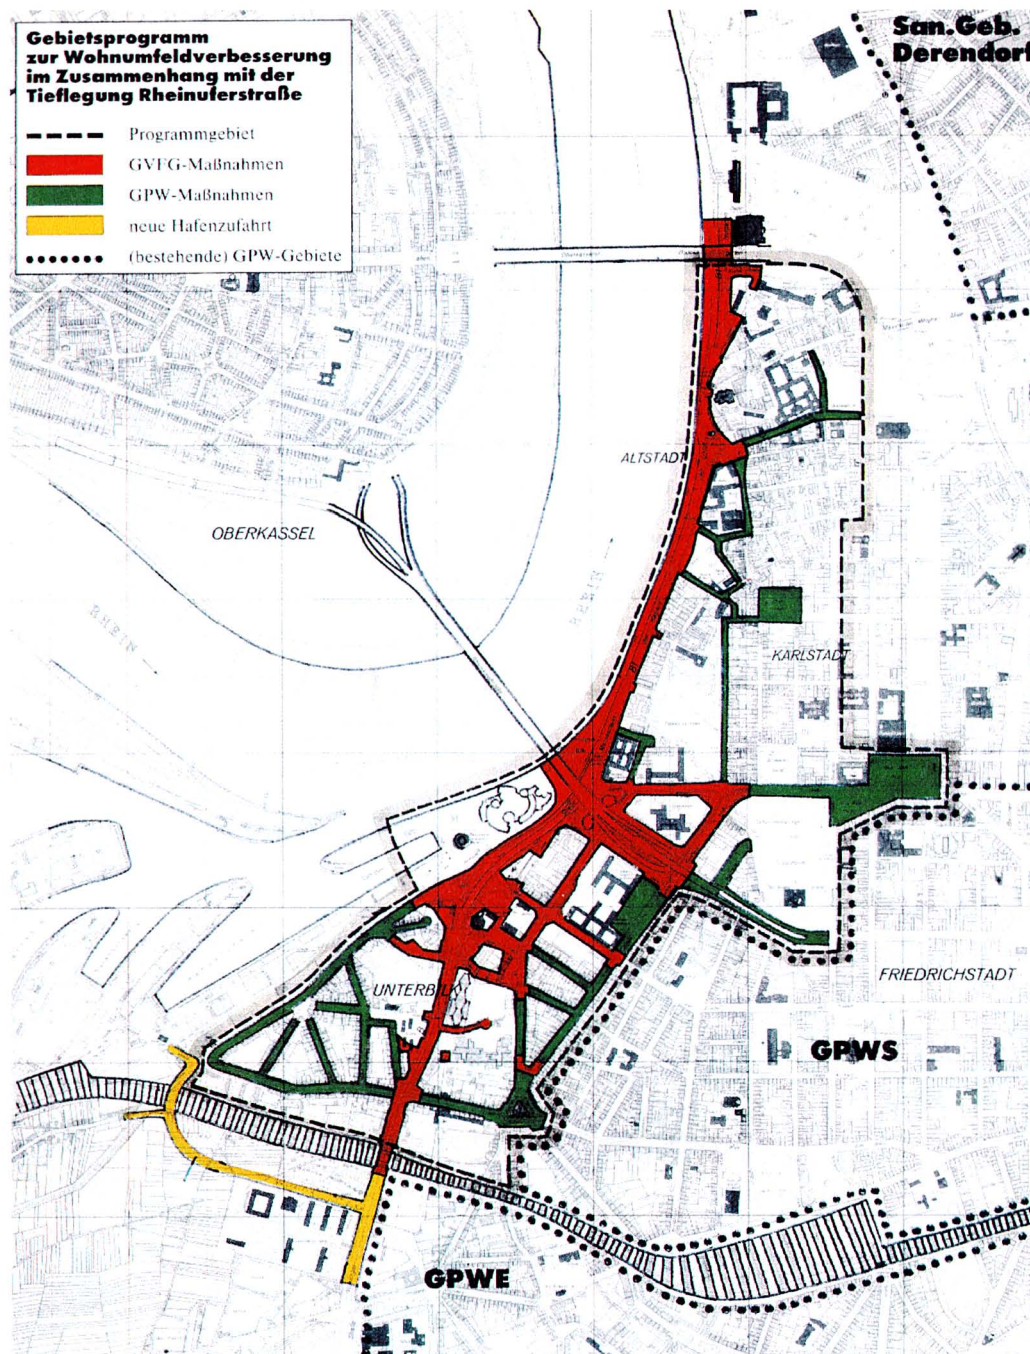 Gebietsprogramm
zur Wohnumfeldverbesserung
im Zusammenhang mit der
Tieflegung Rheinuferstraße
Programmgebiet
GVFG-Maßnahmen
GPW-Maßnahmen
neue Hafenzufahrt
(bestehende) GPW-Gebiete
San.Geb.
Derendorf
ALTSTADT
OBERKASSEL
RHEIN
RHEIN
KARLSTADT
UNTERBILK
FRIEDRICHSTADT
GPWS
GPWE